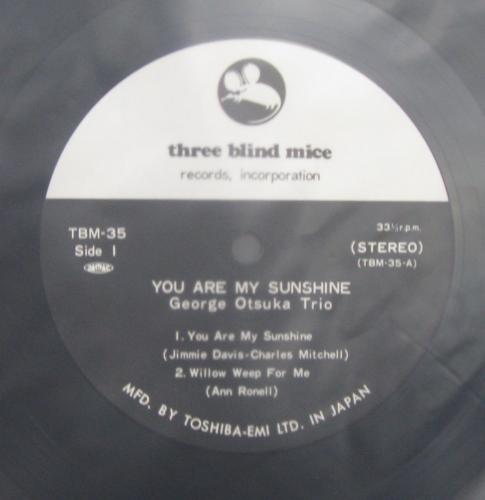 three blind mice
records, incorporation
TBM-35
Side 1
33⅓r.p.m.
(STEREO)
(TBM-35-A)
YOU ARE MY SUNSHINE
George Otsuka Trio
1. You Are My Sunshine
(Jimmie Davis-Charles Mitchell)
2. Willow Weep For Me
(Ann Ronell)
MFD. BY TOSHIBA-EMI LTD. IN JAPAN